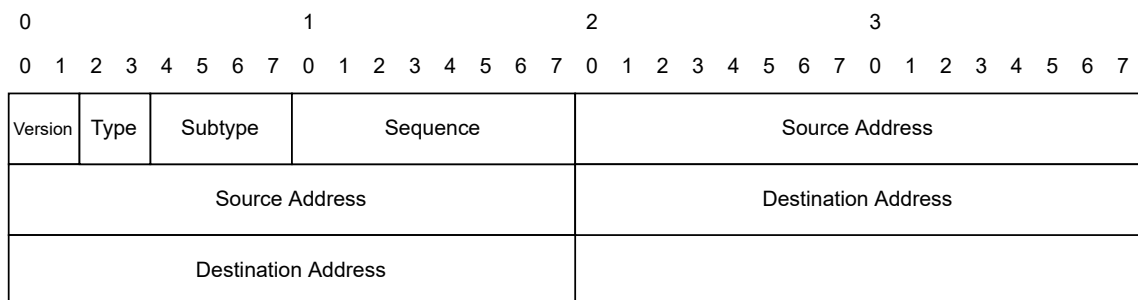 0 1 2 3
0 1 2 3 4 5 6 7 0 1 2 3 4 5 6 7 0 1 2 3 4 5 6 7 0 1 2 3 4 5 6 7
Version Type Subtype Sequence Source Address
Source Address Destination Address
Destination Address